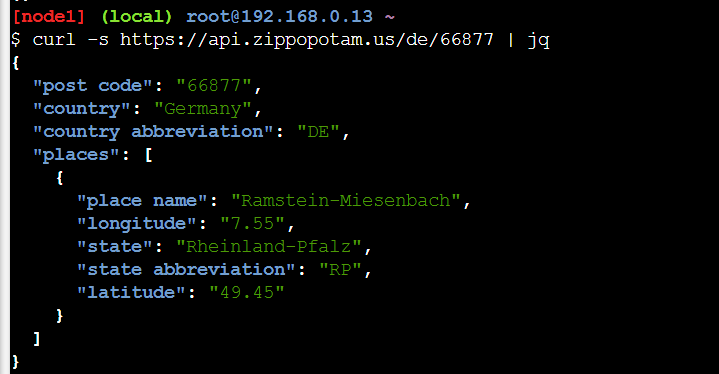 [node1] (local) root@192.168.0.13 ~
$ curl -s https://api.zippopotam.us/de/66877 | jq
{
  "post code": "66877",
  "country": "Germany",
  "country abbreviation": "DE",
  "places": [
    {
      "place name": "Ramstein-Miesenbach",
      "longitude": "7.55",
      "state": "Rheinland-Pfalz",
      "state abbreviation": "RP",
      "latitude": "49.45"
    }
  ]
}